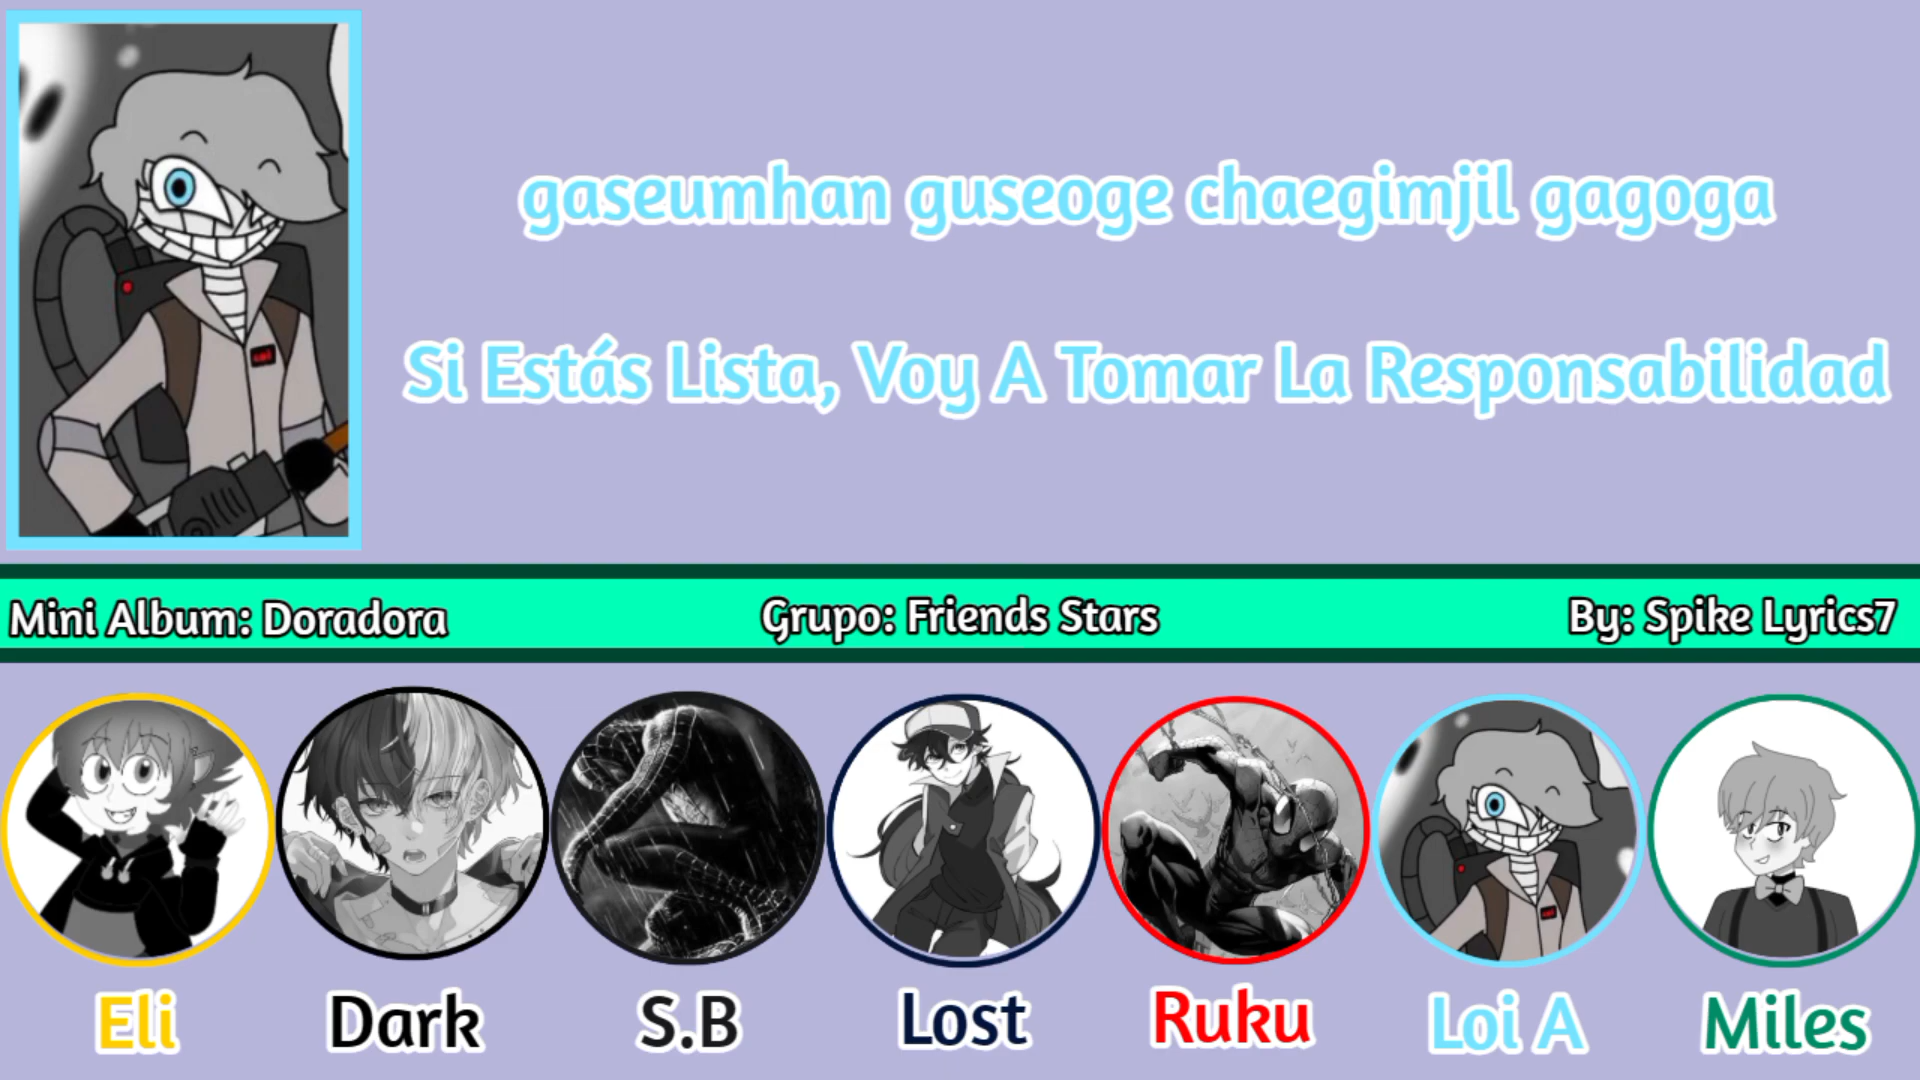 gaseumhan guseoge chaegimjil gagoga
Si Estás Lista, Voy A Tomar La Responsabilidad
Mini Album: Doradora
Grupo: Friends Stars
By: Spike Lyrics7
Eli
Dark
S.B
Lost
Ruku
Loi A
Miles